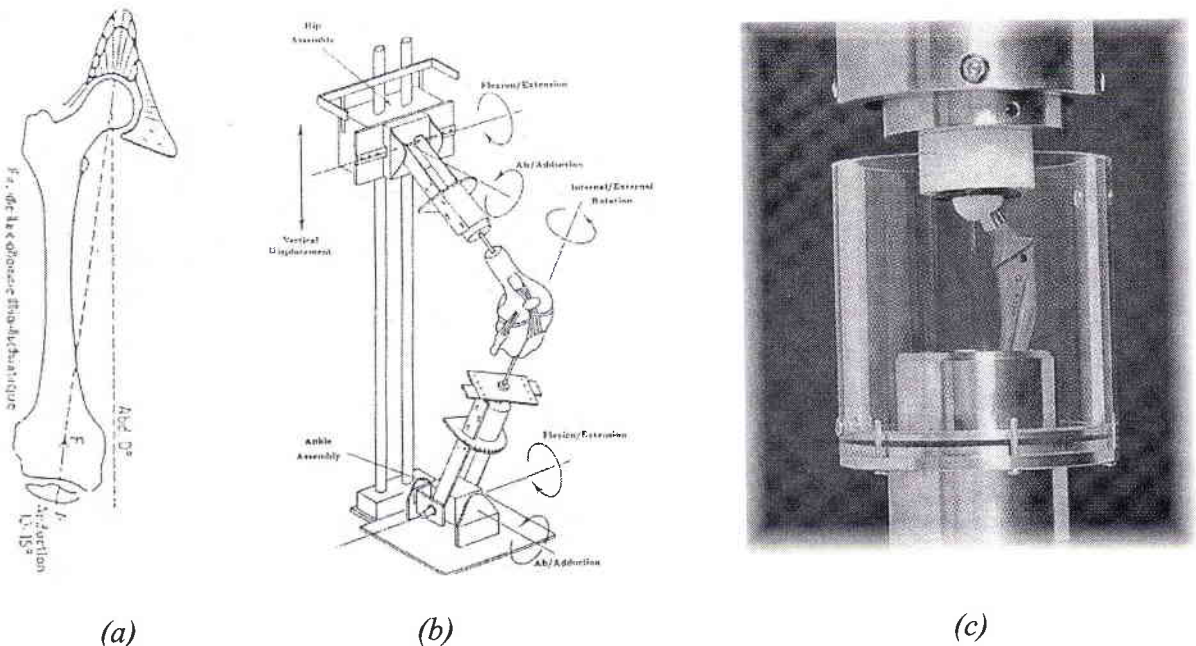 Hip
Assembly
Flexion/Extension
Ab/Adduction
Internal/External
Rotation
Vertical
Displacement
Ankle
Assembly
Flexion/Extension
Ab/Adduction
Abd 0°
15°
(a)
(b)
(c)